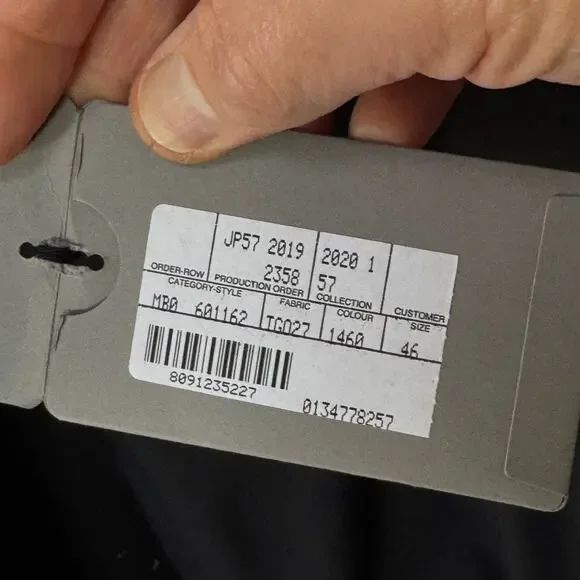 JP57 2019 2020 1
2358 57
ORDER-ROW PRODUCTION ORDER COLLECTION CUSTOMER
CATEGORY-STYLE FABRIC COLOUR SIZE
MB0 601162 TG027 1460 46
8091235227
0134778257